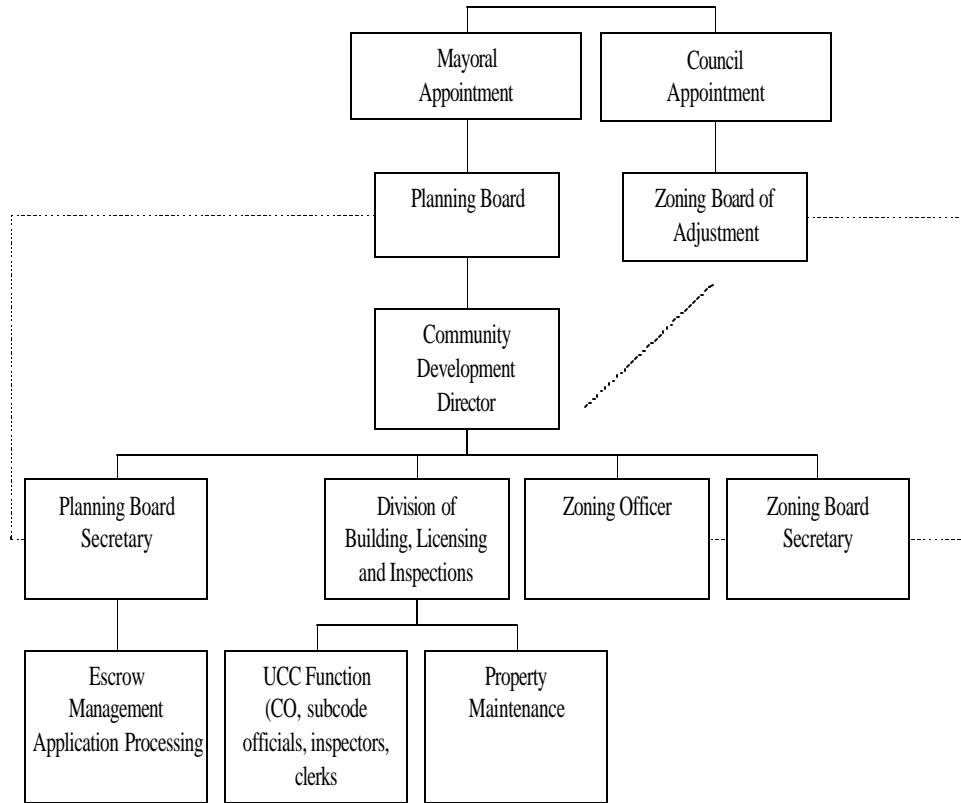 Mayoral
Appointment
Council
Appointment
Planning Board
Zoning Board of
Adjustment
Community
Development
Director
Planning Board
Secretary
Division of
Building, Licensing
and Inspections
Zoning Officer
Zoning Board
Secretary
Escrow
Management
Application Processing
UCC Function
(CO, subcode
officials, inspectors,
clerks
Property
Maintenance